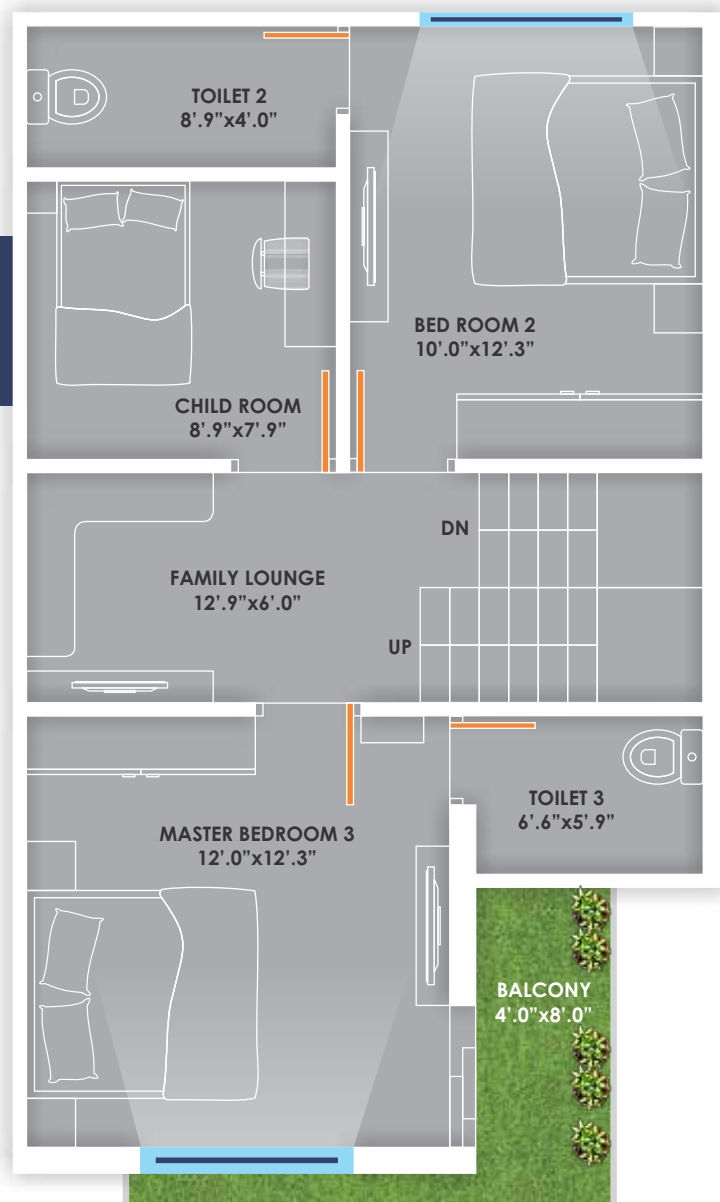 TOILET 2
8’.9”x4’.0”
BED ROOM 2
10’.0”x12’.3”
CHILD ROOM
8’.9”x7’.9”
DN
FAMILY LOUNGE
12’.9”x6’.0”
UP
TOILET 3
6’.6”x5’.9”
MASTER BEDROOM 3
12’.0”x12’.3”
BALCONY
4’.0”x8’.0”